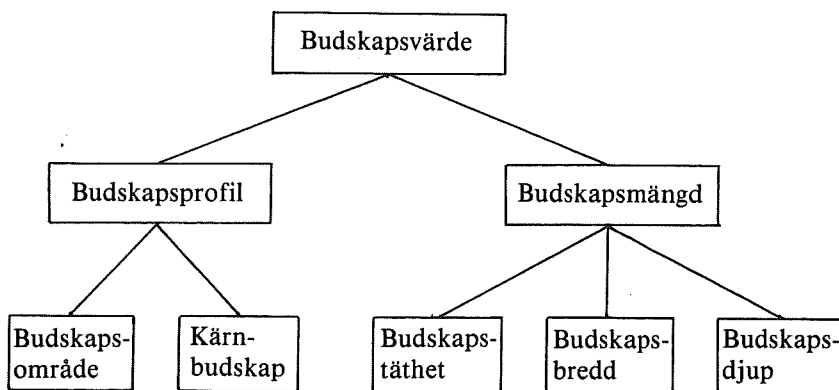 Budskapsvärde
Budskapsprofil
Budskapsmängd
Budskaps-
område
Kärn-
budskap
Budskaps-
täthet
Budskaps-
bredd
Budskaps-
djup